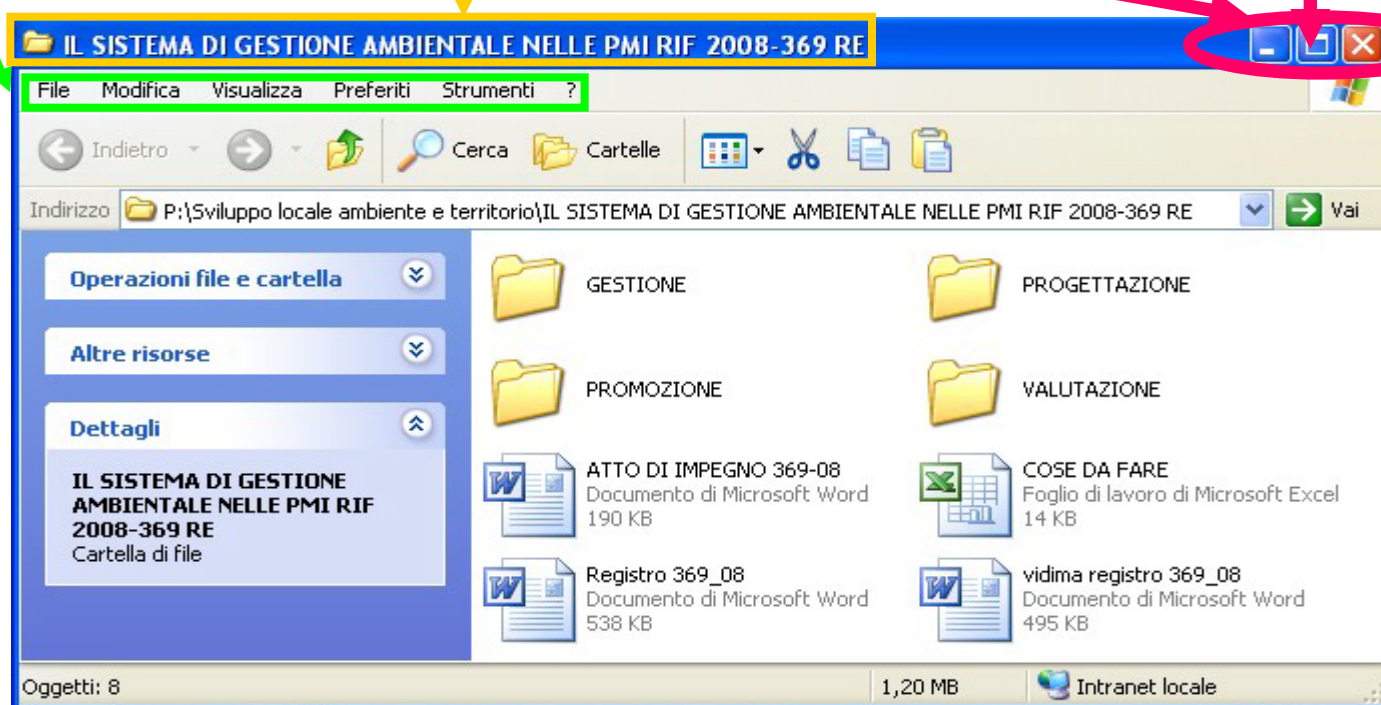 IL SISTEMA DI GESTIONE AMBIENTALE NELLE PMI RIF 2008-369 RE
File Modifica Visualizza Preferiti Strumenti ?
Indietro Cerca Cartelle
Indirizzo P:\Sviluppo locale ambiente e territorio\IL SISTEMA DI GESTIONE AMBIENTALE NELLE PMI RIF 2008-369 RE Vai
Operazioni file e cartella
Altre risorse
Dettagli
IL SISTEMA DI GESTIONE
AMBIENTALE NELLE PMI RIF
2008-369 RE
Cartella di file
GESTIONE
PROGETTAZIONE
PROMOZIONE
VALUTAZIONE
ATTO DI IMPEGNO 369-08
Documento di Microsoft Word
190 KB
COSE DA FARE
Foglio di lavoro di Microsoft Excel
14 KB
Registro 369_08
Documento di Microsoft Word
538 KB
vidima registro 369_08
Documento di Microsoft Word
495 KB
Oggetti: 8 1,20 MB Intranet locale